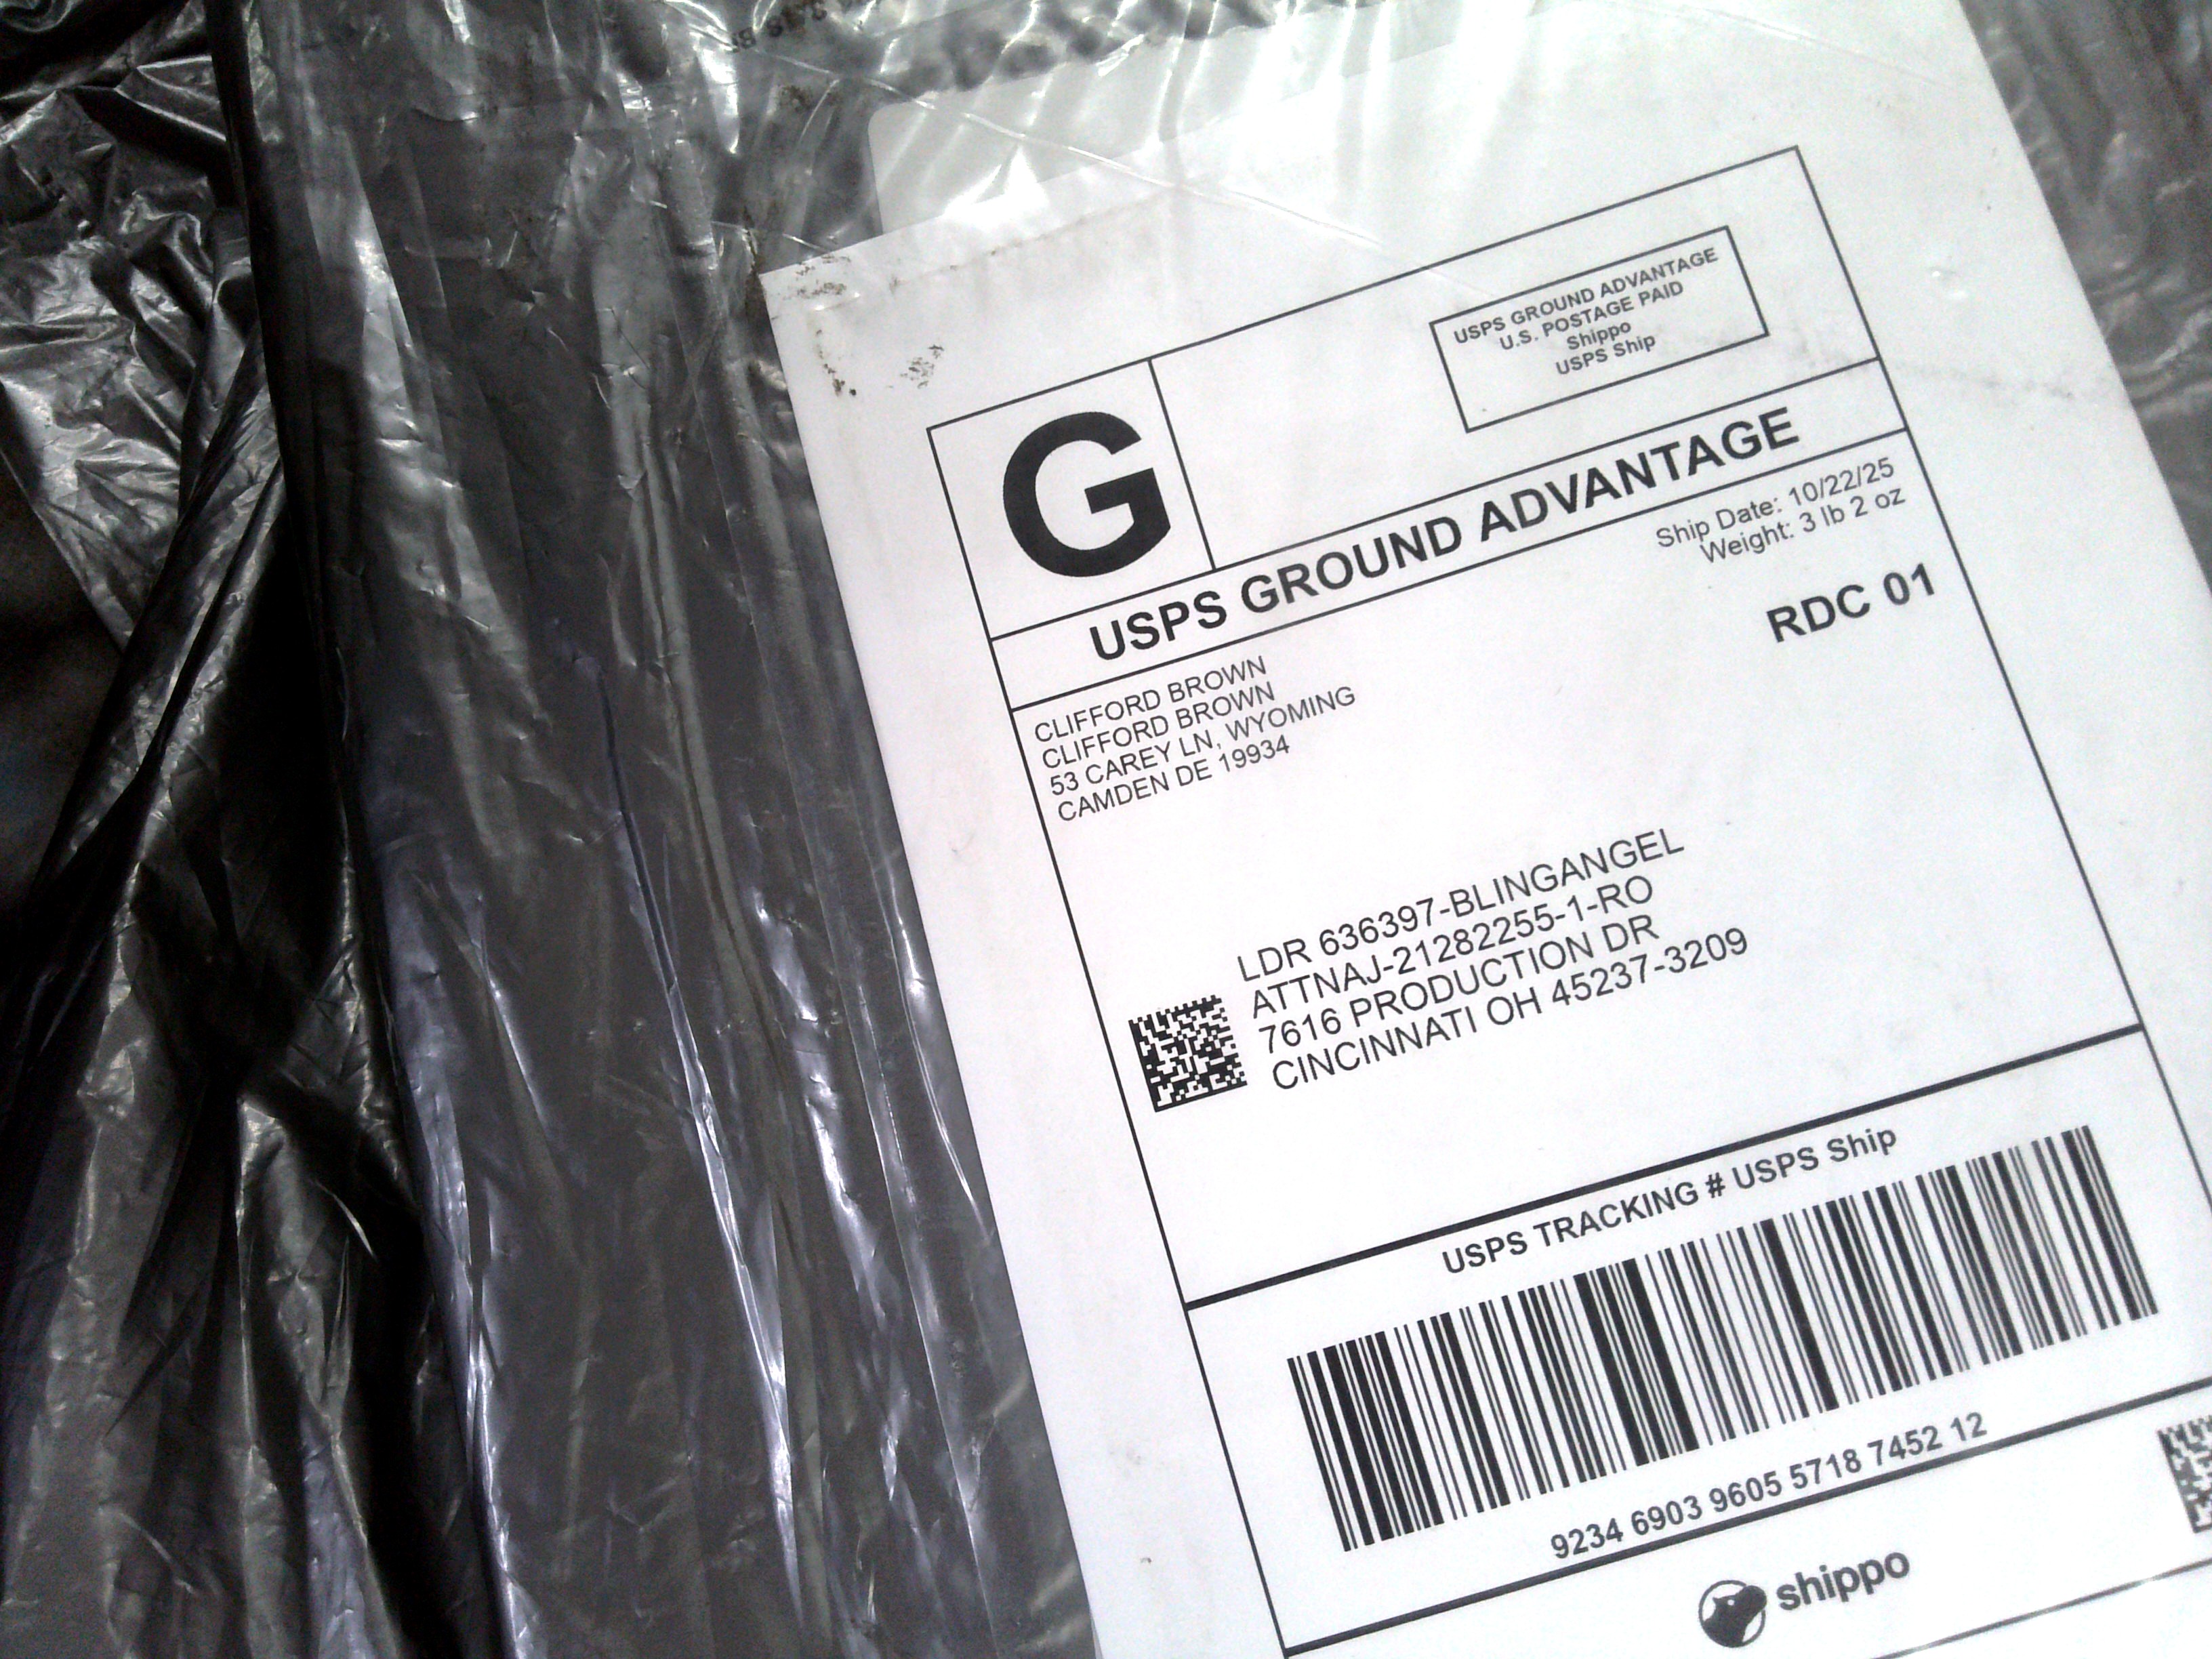 USPS GROUND ADVANTAGE
U.S. POSTAGE PAID
Shippo
USPS Ship
G
USPS GROUND ADVANTAGE
Ship Date: 10/22/25
Weight: 3 lb 2 oz
RDC 01
CLIFFORD BROWN
CLIFFORD BROWN
53 CAREY LN, WYOMING
CAMDEN DE 19934
LDR 636397-BLINGANGEL
ATTNAJ-21282255-1-RO
7616 PRODUCTION DR
CINCINNATI OH 45237-3209
USPS TRACKING # USPS Ship
9234 6903 9605 5718 7452 12
shippo